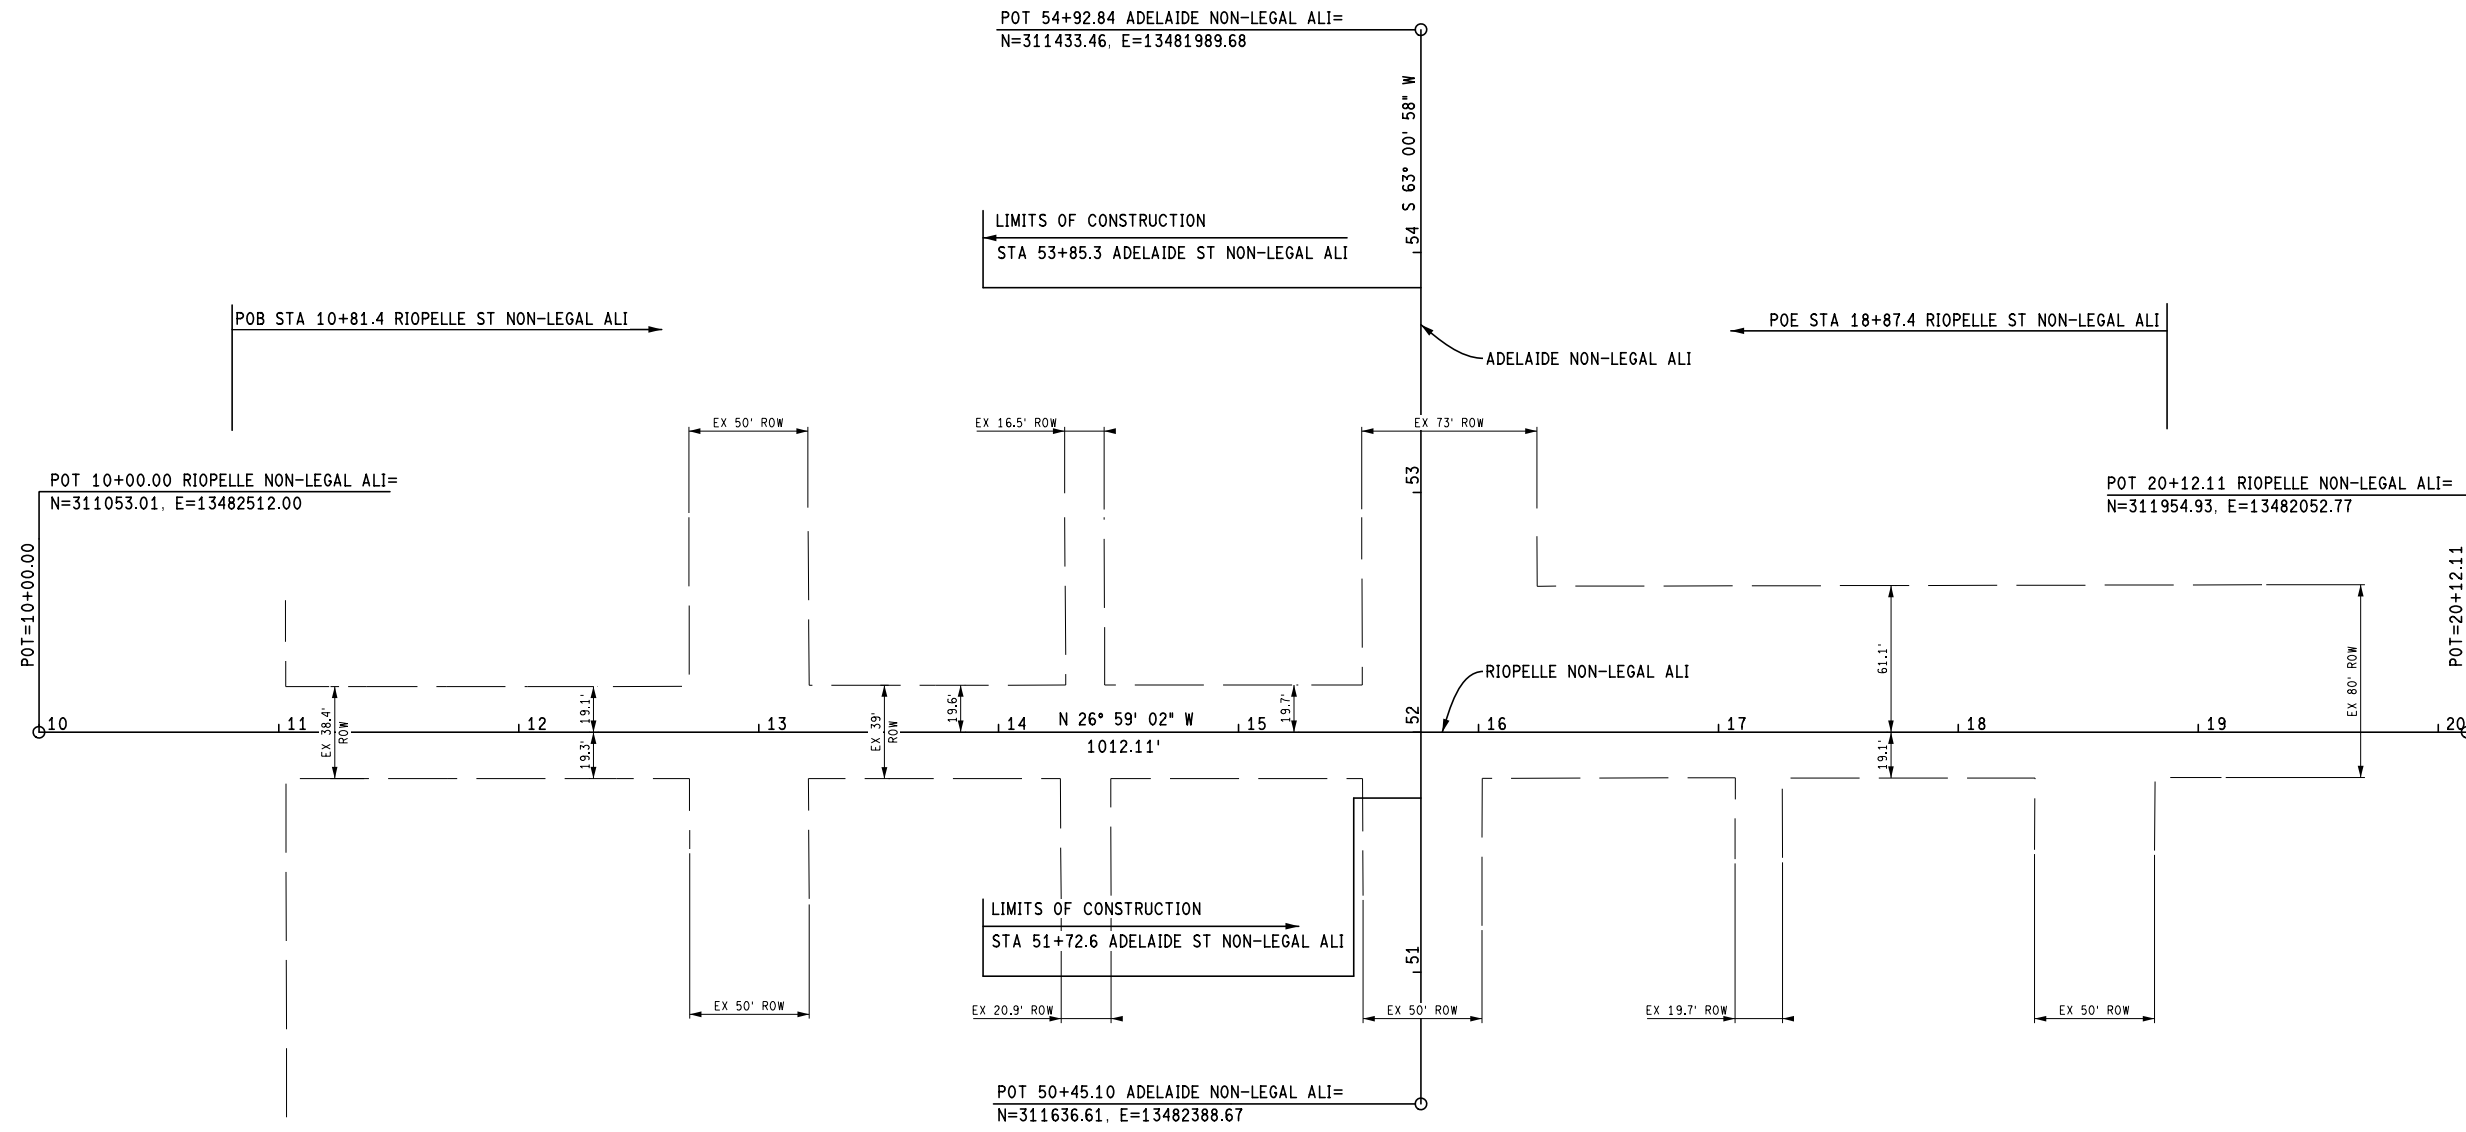 POT 54+92.84 ADELAIDE NON-LEGAL ALI=
N=311433.46, E=13481989.68
S 63° 00' 58" W
54
LIMITS OF CONSTRUCTION
STA 53+85.3 ADELAIDE ST NON-LEGAL ALI
POB STA 10+81.4 RIOPELLE ST NON-LEGAL ALI
POE STA 18+87.4 RIOPELLE ST NON-LEGAL ALI
ADELAIDE NON-LEGAL ALI
EX 50' ROW
EX 16.5' ROW
EX 73' ROW
53
POT 10+00.00 RIOPELLE NON-LEGAL ALI=
N=311053.01, E=13482512.00
POT 20+12.11 RIOPELLE NON-LEGAL ALI=
N=311954.93, E=13482052.77
POT=10+00.00
POT=20+12.11
RIOPELLE NON-LEGAL ALI
61.1'
EX 80' ROW
EX 38.4'
ROW
19.1'
EX 39'
ROW
19.6'
19.7'
52
10
11
12
13
14
N 26° 59' 02" W
15
16
17
18
19
20
1012.11'
19.3'
19.1'
LIMITS OF CONSTRUCTION
STA 51+72.6 ADELAIDE ST NON-LEGAL ALI
51
EX 50' ROW
EX 20.9' ROW
EX 50' ROW
EX 19.7' ROW
EX 50' ROW
POT 50+45.10 ADELAIDE NON-LEGAL ALI=
N=311636.61, E=13482388.67